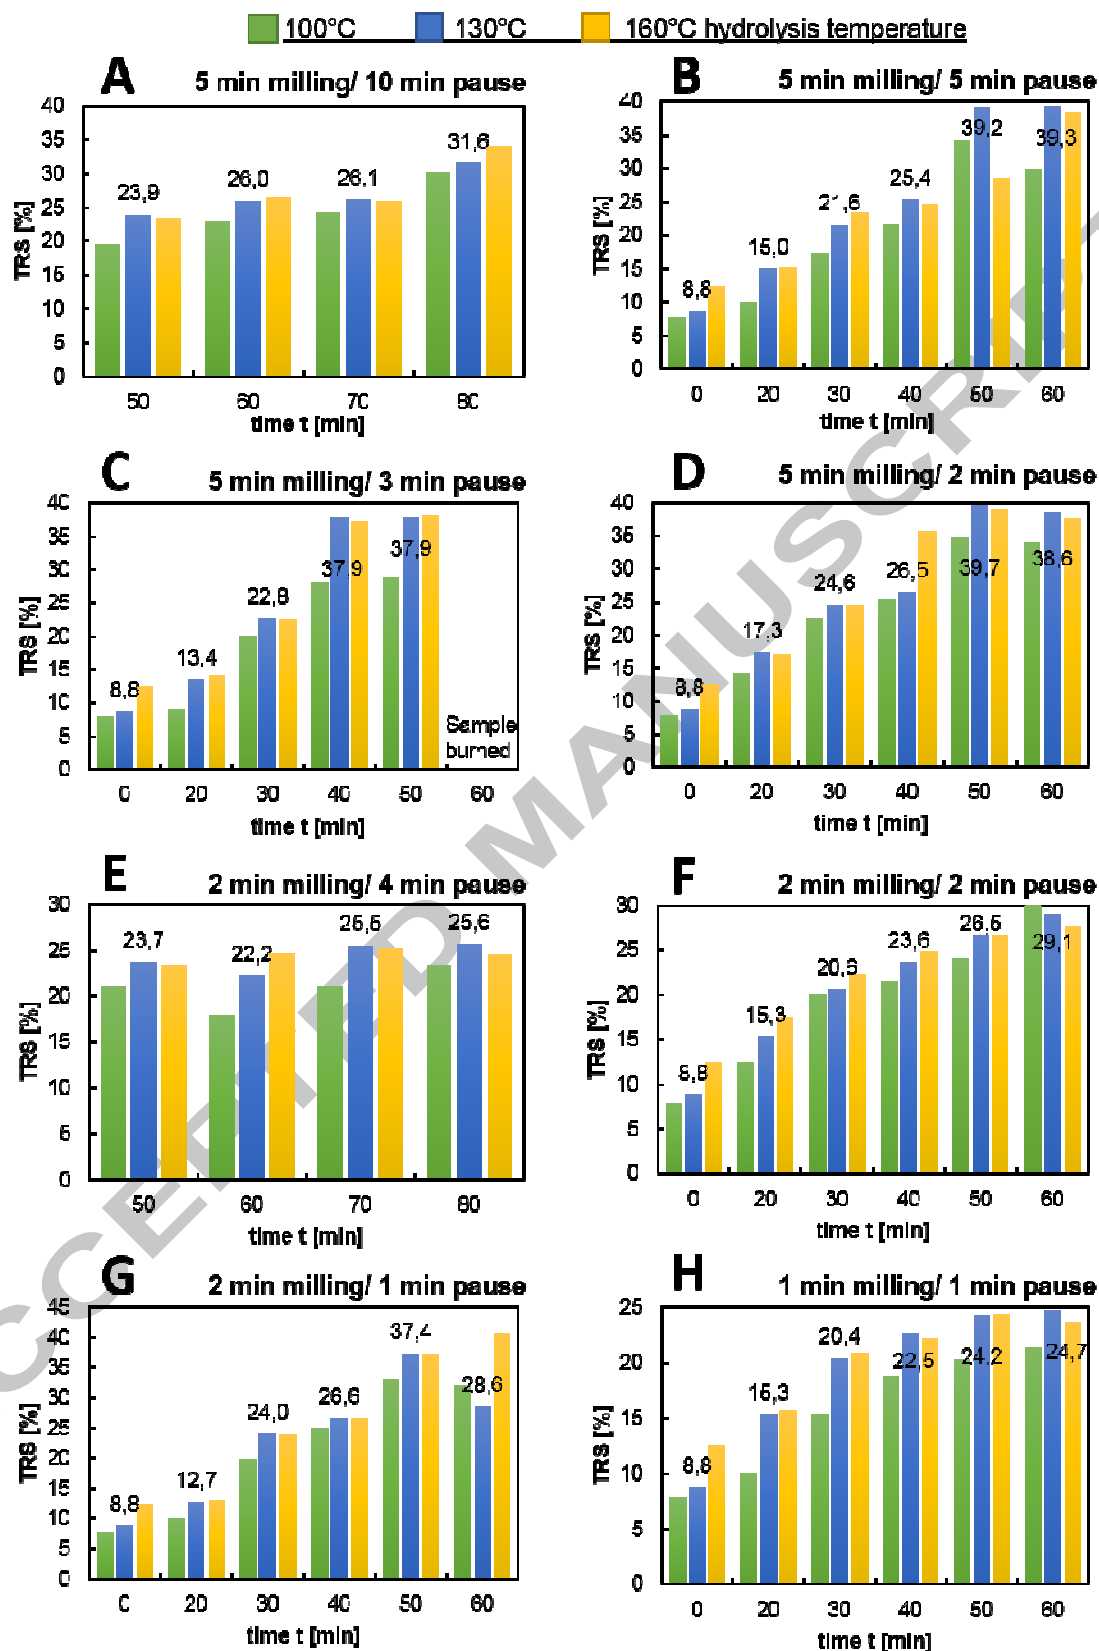 100°C 130°C 160°C hydrolysis temperature
A 5 min milling/ 10 min pause
40
35
30
25
20
15
10
5
0
TRS [%]
23,9 26,0 26,1 31,6
50 60 70 80
time t [min]
B 5 min milling/ 5 min pause
40
35
30
25
20
15
10
5
0
TRS [%]
8,8 15,0 21,6 25,4 39,2 39,3
0 20 30 40 50 60
time t [min]
C 5 min milling/ 3 min pause
40
35
30
25
20
15
10
5
0
TRS [%]
8,8 13,4 22,8 37,9 37,9
Sample
burned
0 20 30 40 50 60
time t [min]
D 5 min milling/ 2 min pause
40
35
30
25
20
15
10
5
0
TRS [%]
8,8 17,3 24,6 26,5 39,7 38,6
0 20 30 40 50 60
time t [min]
E 2 min milling/ 4 min pause
30
25
20
15
10
5
0
TRS [%]
23,7 22,2 25,5 25,6
50 60 70 80
time t [min]
F 2 min milling/ 2 min pause
30
25
20
15
10
5
0
TRS [%]
8,8 15,3 20,6 23,6 26,6 29,1
0 20 30 40 50 60
time t [min]
G 2 min milling/ 1 min pause
45
40
35
30
25
20
15
10
5
0
TRS [%]
8,8 12,7 24,0 26,6 37,4 28,6
0 20 30 40 50 60
time t [min]
H 1 min milling/ 1 min pause
25
20
15
10
5
0
TRS [%]
8,8 15,3 20,4 22,5 24,2 24,7
0 20 30 40 50 60
time t [min]
CCEPTED MANUSCRIPT